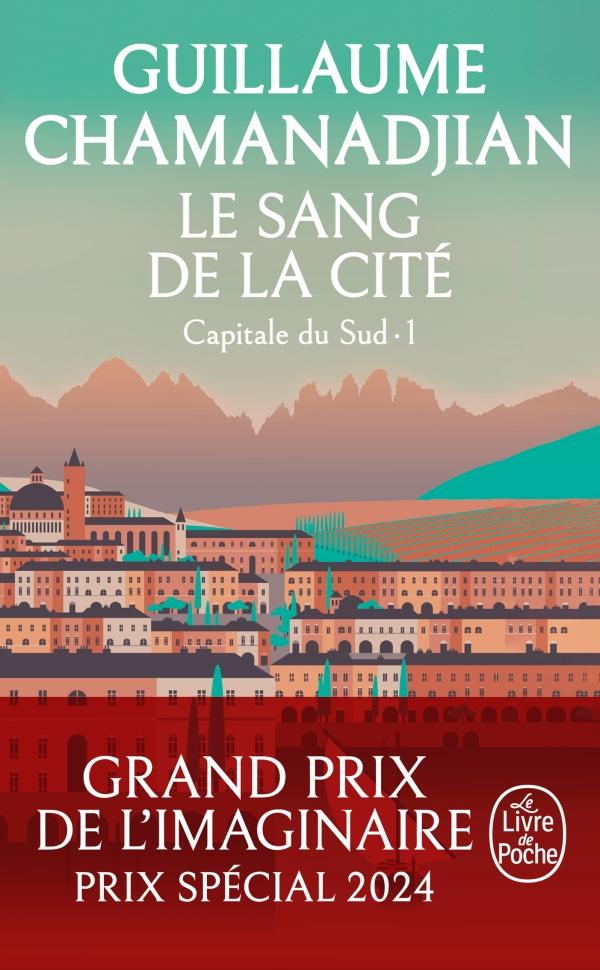 GUILLAUME
CHAMANADJIAN
LE SANG
DE LA CITÉ
Capitale du Sud · 1
GRAND PRIX
DE L'IMAGINAIRE
PRIX SPÉCIAL 2024
Le
Livre
de
Poche